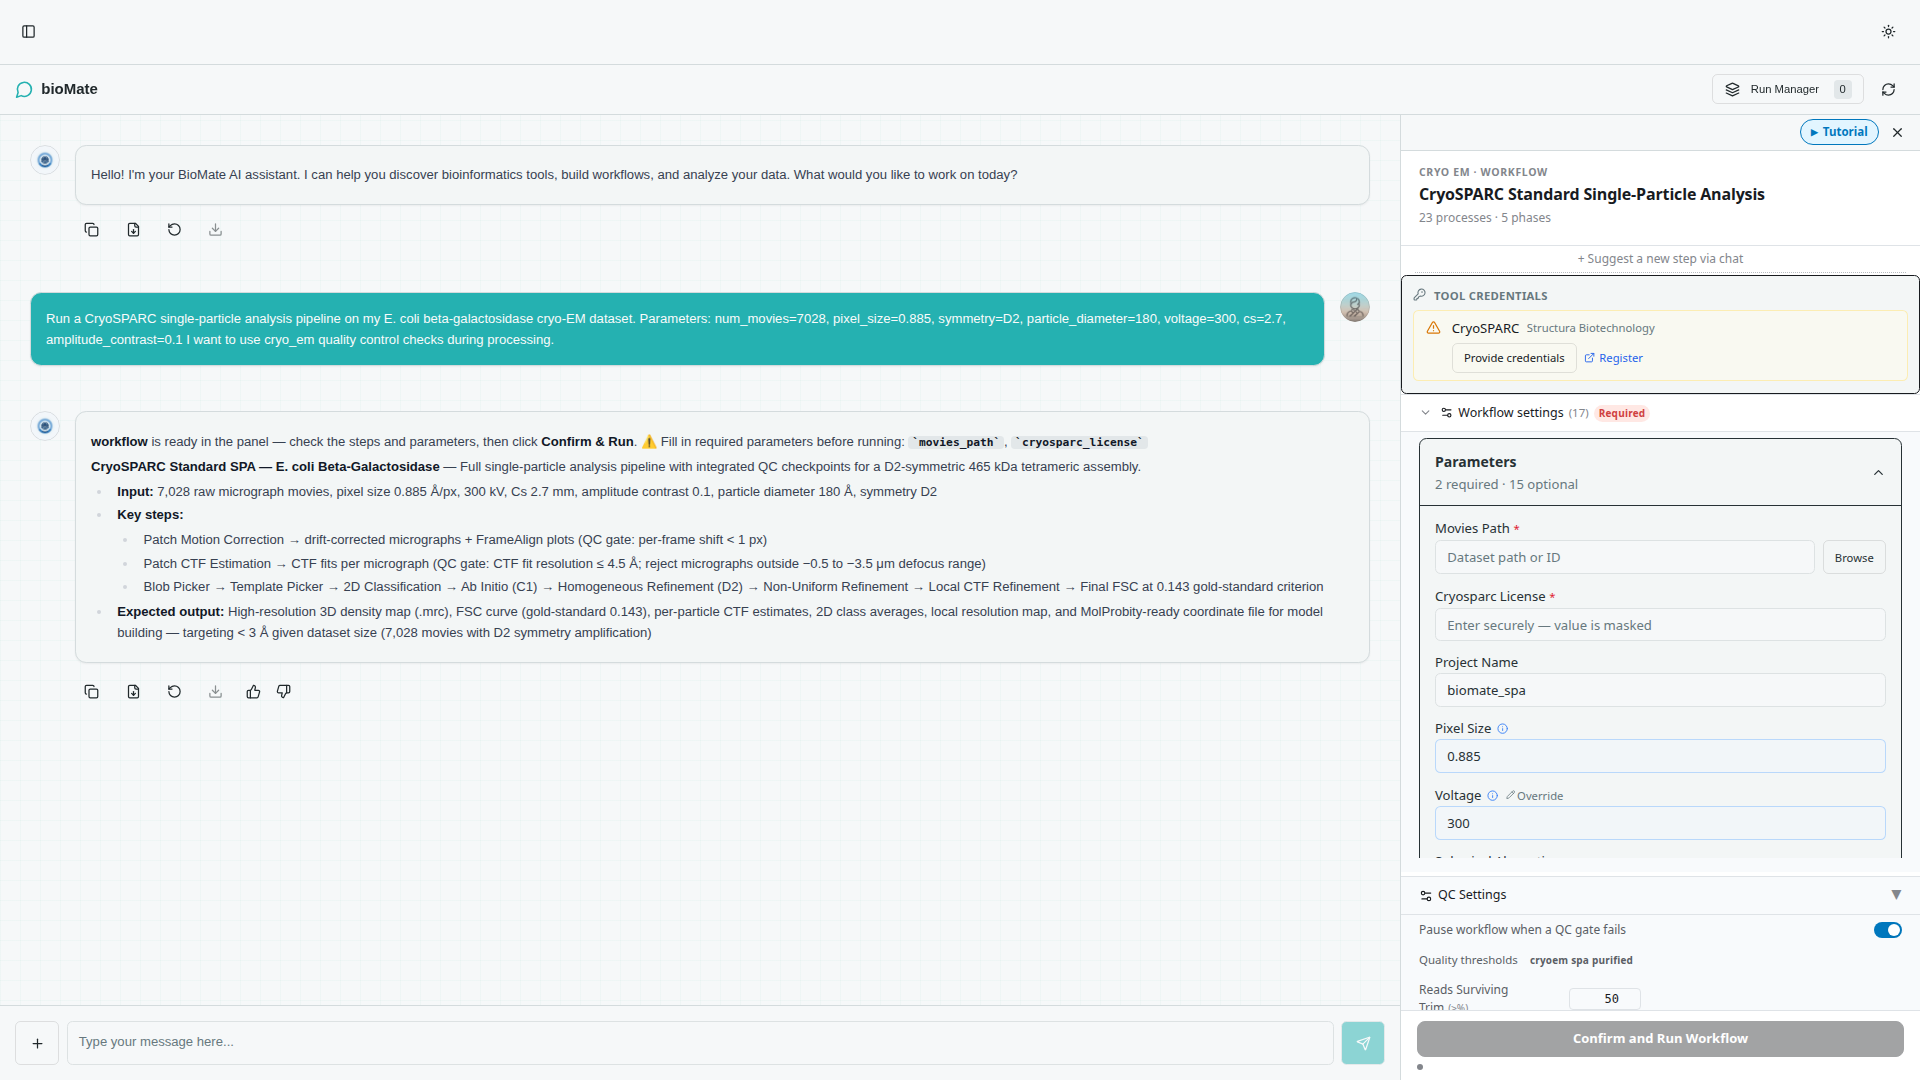 bioMate
Run Manager 0
Hello! I'm your BioMate AI assistant. I can help you discover bioinformatics tools, build workflows, and analyze your data. What would you like to work on today?
Run a CryoSPARC single-particle analysis pipeline on my E. coli beta-galactosidase cryo-EM dataset. Parameters: num_movies=7028, pixel_size=0.885, symmetry=D2, particle_diameter=180, voltage=300, cs=2.7,
amplitude_contrast=0.1 I want to use cryo_em quality control checks during processing.
workflow is ready in the panel — check the steps and parameters, then click Confirm & Run. ⚠️ Fill in required parameters before running: `movies_path`, `cryosparc_license`
CryoSPARC Standard SPA — E. coli Beta-Galactosidase — Full single-particle analysis pipeline with integrated QC checkpoints for a D2-symmetric 465 kDa tetrameric assembly.
Input: 7,028 raw micrograph movies, pixel size 0.885 Å/px, 300 kV, Cs 2.7 mm, amplitude contrast 0.1, particle diameter 180 Å, symmetry D2
Key steps:
Patch Motion Correction → drift-corrected micrographs + FrameAlign plots (QC gate: per-frame shift < 1 px)
Patch CTF Estimation → CTF fits per micrograph (QC gate: CTF fit resolution ≤ 4.5 Å; reject micrographs outside −0.5 to −3.5 μm defocus range)
Blob Picker → Template Picker → 2D Classification → Ab Initio (C1) → Homogeneous Refinement (D2) → Non-Uniform Refinement → Local CTF Refinement → Final FSC at 0.143 gold-standard criterion
Expected output: High-resolution 3D density map (.mrc), FSC curve (gold-standard 0.143), per-particle CTF estimates, 2D class averages, local resolution map, and MolProbity-ready coordinate file for model
building — targeting < 3 Å given dataset size (7,028 movies with D2 symmetry amplification)
Type your message here...
▶ Tutorial
CRYO EM · WORKFLOW
CryoSPARC Standard Single-Particle Analysis
23 processes · 5 phases
+ Suggest a new step via chat
TOOL CREDENTIALS
CryoSPARC Structura Biotechnology
Provide credentials Register
Workflow settings (17) Required
Parameters
2 required · 15 optional
Movies Path *
Dataset path or ID Browse
Cryosparc License *
Enter securely — value is masked
Project Name
biomate_spa
Pixel Size
0.885
Voltage Override
300
QC Settings
Pause workflow when a QC gate fails
Quality thresholds cryoem spa purified
Reads Surviving
Trim (≥%) 50
Confirm and Run Workflow